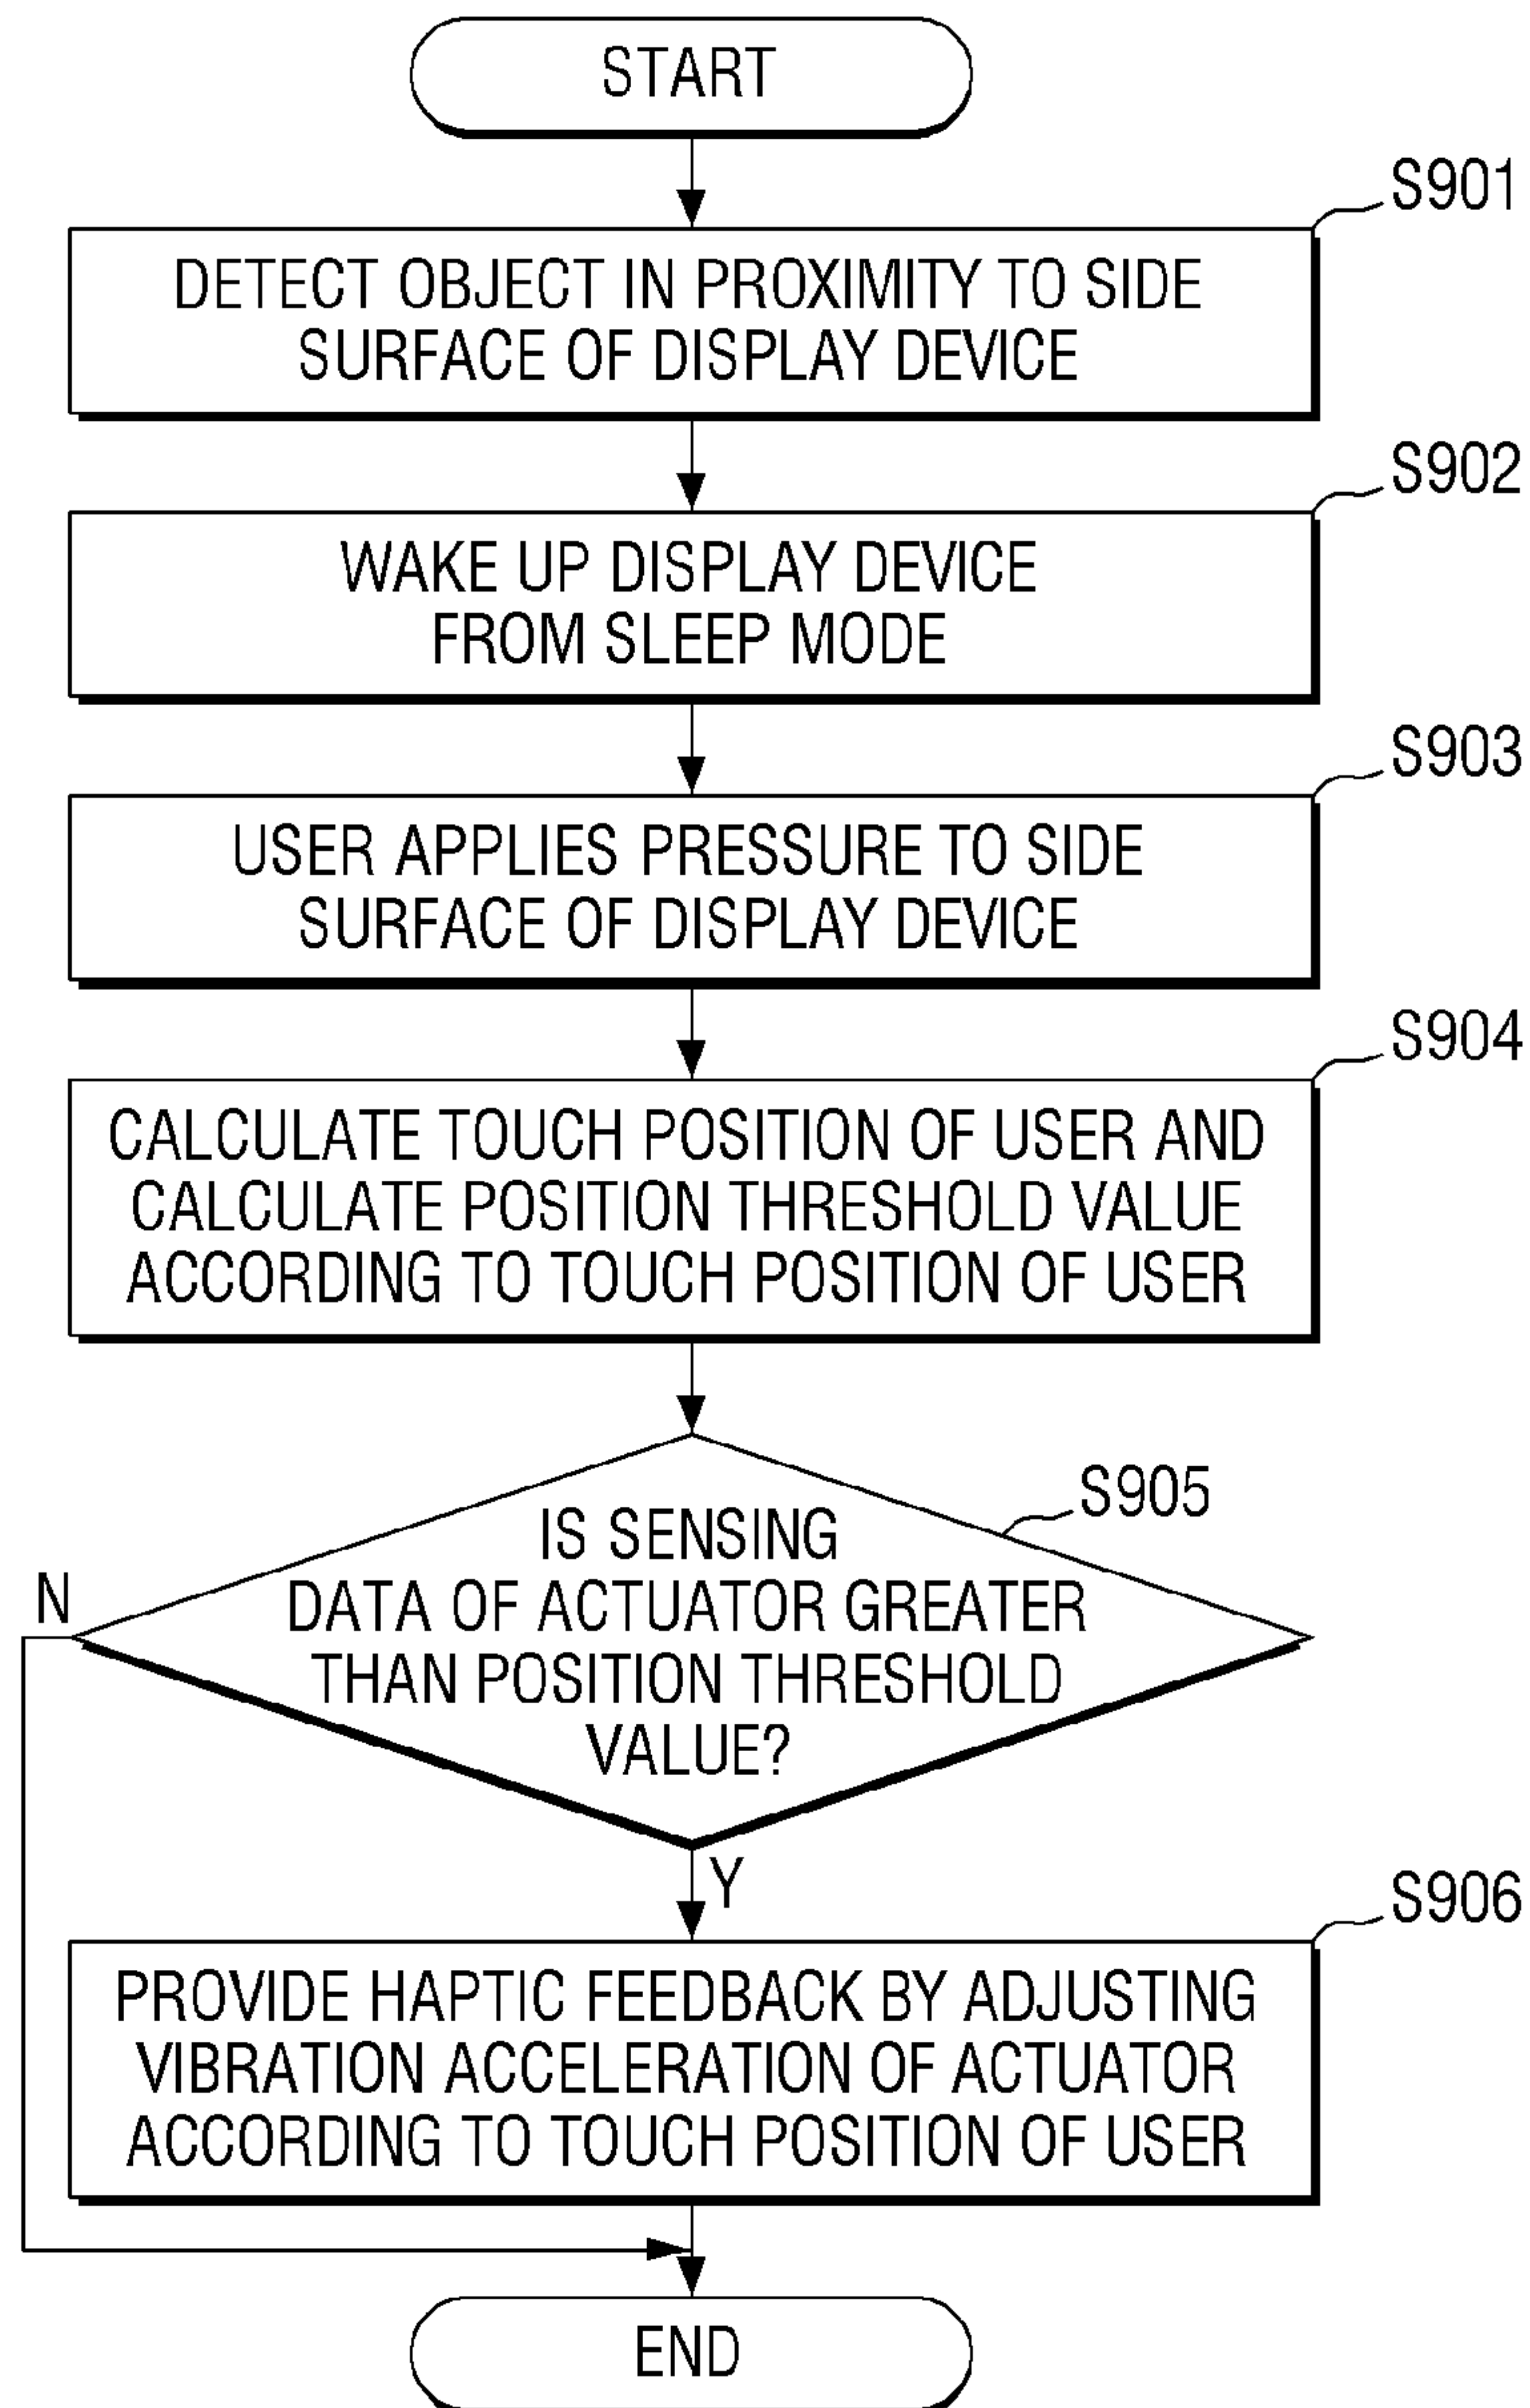 START
S901
DETECT OBJECT IN PROXIMITY TO SIDE
SURFACE OF DISPLAY DEVICE
S902
WAKE UP DISPLAY DEVICE
FROM SLEEP MODE
S903
USER APPLIES PRESSURE TO SIDE
SURFACE OF DISPLAY DEVICE
S904
CALCULATE TOUCH POSITION OF USER AND
CALCULATE POSITION THRESHOLD VALUE
ACCORDING TO TOUCH POSITION OF USER
S905
IS SENSING
DATA OF ACTUATOR GREATER
THAN POSITION THRESHOLD
VALUE?
N
Y
S906
PROVIDE HAPTIC FEEDBACK BY ADJUSTING
VIBRATION ACCELERATION OF ACTUATOR
ACCORDING TO TOUCH POSITION OF USER
END